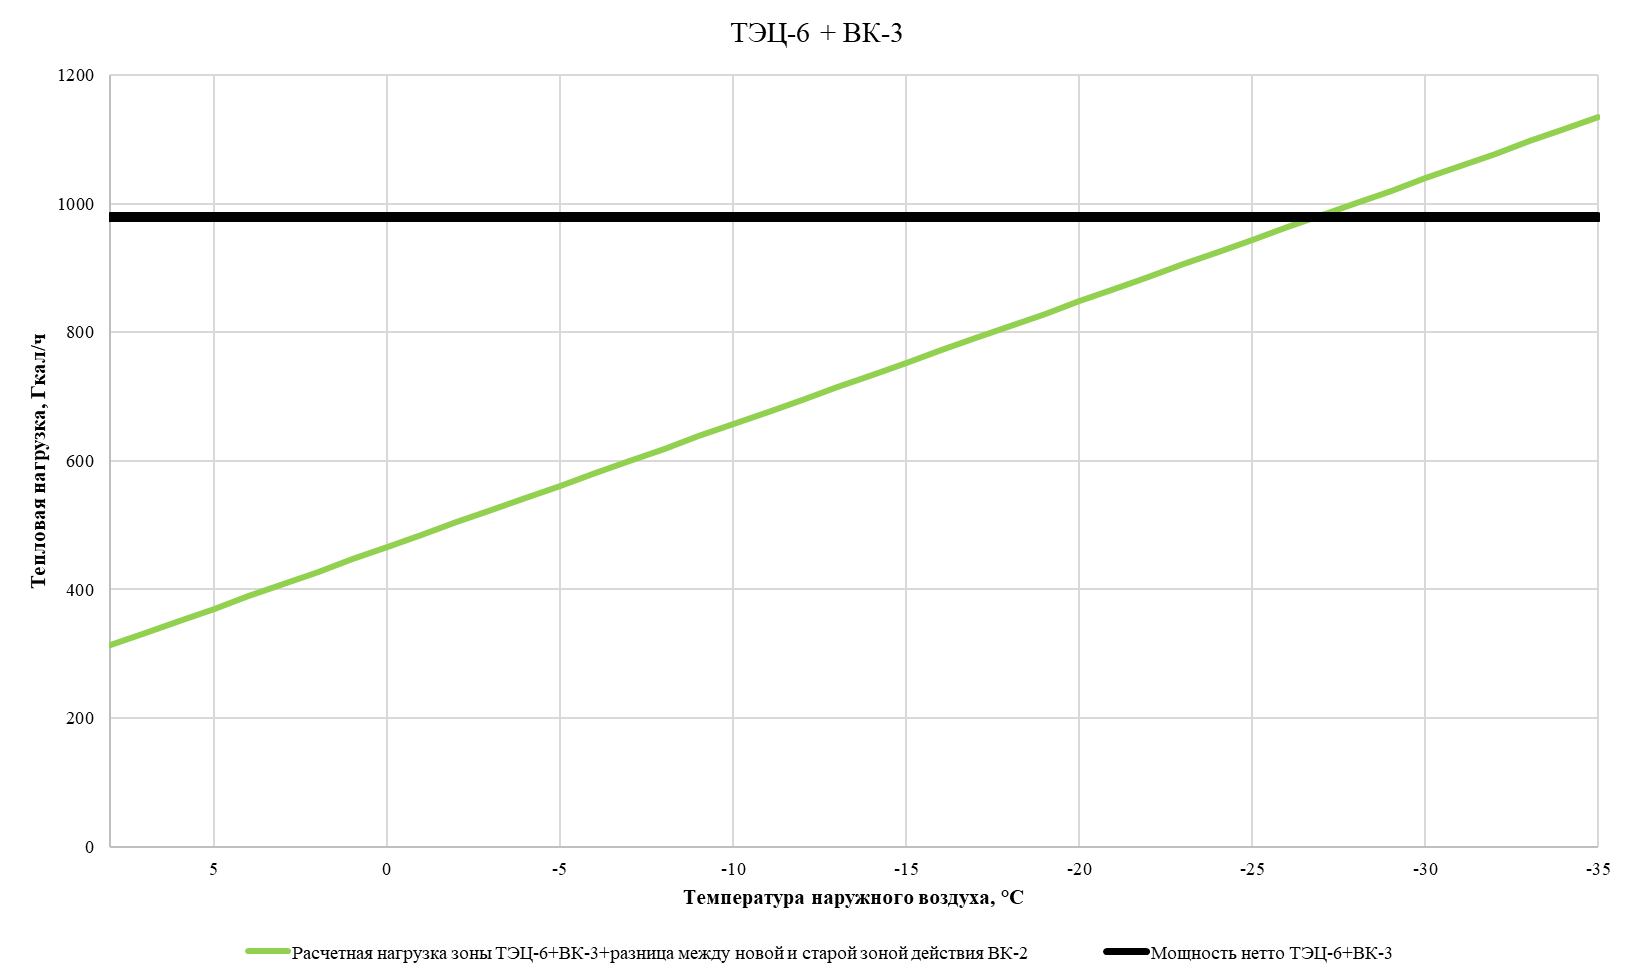 ТЭЦ-6 + ВК-3
1200
1000
800
600
400
200
0
Тепловая нагрузка, Гкал/ч
5 0 -5 -10 -15 -20 -25 -30 -35
Температура наружного воздуха, °С
Расчетная нагрузка зоны ТЭЦ-6+ВК-3+разница между новой и старой зоной действия ВК-2
Мощность нетто ТЭЦ-6+ВК-3